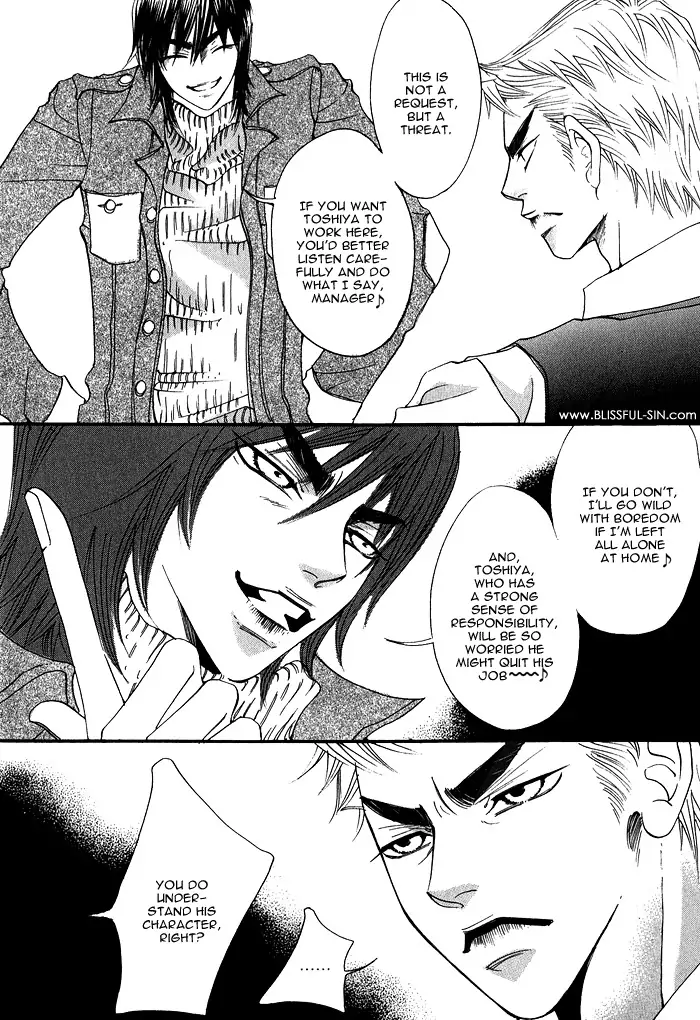 THIS IS
NOT A
REQUEST,
BUT A
THREAT.
IF YOU WANT
TOSHIYA TO
WORK HERE,
YOU'D BETTER
LISTEN CARE-
FULLY AND DO
WHAT I SAY,
MANAGER♪
WWW.BLISSFUL-SIN.com
IF YOU DON'T,
I'LL GO WILD
WITH BOREDOM
IF I'M LEFT
ALL ALONE
AT HOME♪
AND,
TOSHIYA,
WHO HAS
A STRONG
SENSE OF
RESPONSIBILITY,
WILL BE SO
WORRIED HE
MIGHT QUIT HIS
JOB~~~♪
YOU DO
UNDER-
STAND HIS
CHARACTER,
RIGHT?
......